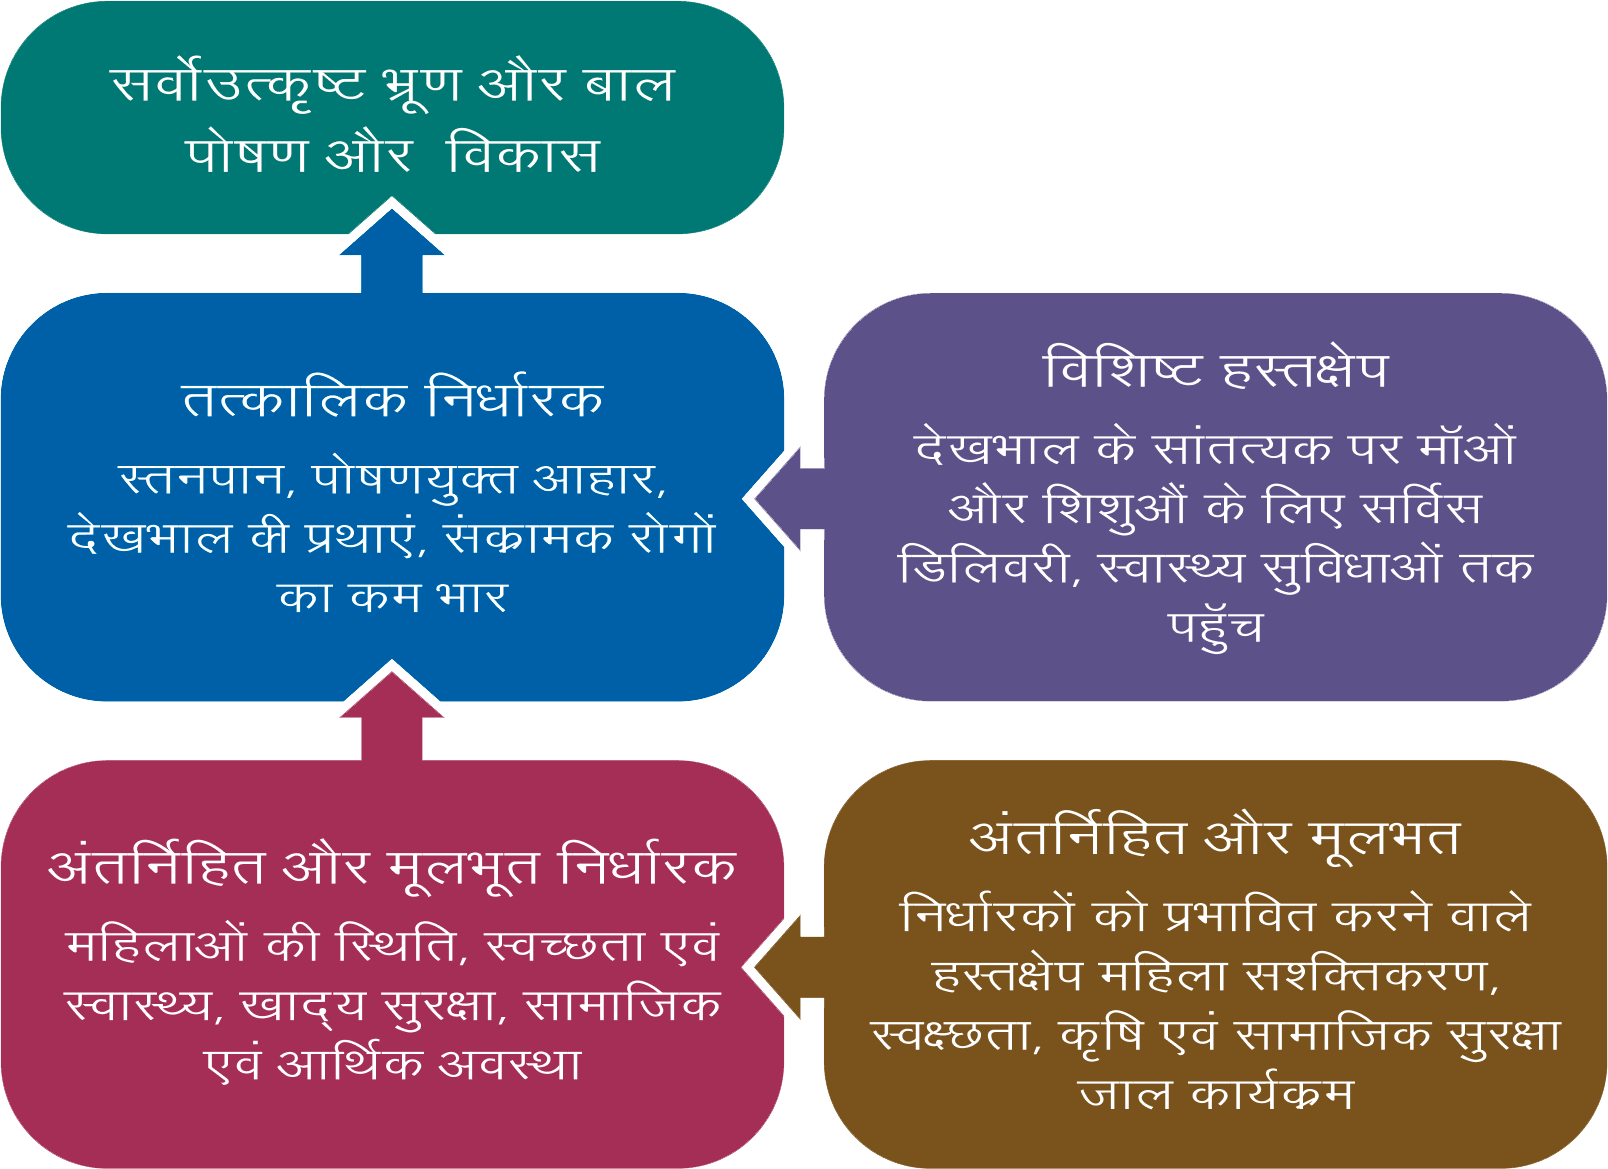 सर्वोउत्कृष्ट भ्रूण और बाल
पोषण और विकास
तत्कालिक निर्धारक
स्तनपान, पोषणयुक्त आहार,
देखभाल की प्रथाएं, संक्रामक रोगों
का कम भार
विशिष्ट हस्तक्षेप
देखभाल के सांतत्यक पर मॉओं
और शिशुऔं के लिए सर्विस
डिलिवरी, स्वास्थ्य सुविधाओं तक
पहुॅच
अंतर्निहित और मूलभूत निर्धारक
महिलाओं की स्थिति, स्वच्छता एवं
स्वास्थ्य, खाद्य सुरक्षा, सामाजिक
एवं आर्थिक अवस्था
अंतर्निहित और मूलभत
निर्धारकों को प्रभावित करने वाले
हस्तक्षेप महिला सशक्तिकरण,
स्वक्ष्छता, कृषि एवं सामाजिक सुरक्षा
जाल कार्यक्रम